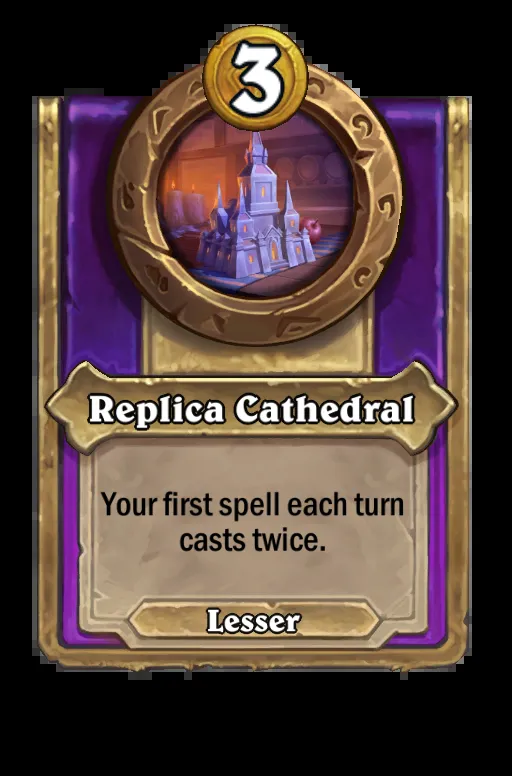 3
Replica Cathedral
Your first spell each turn
casts twice.
Lesser